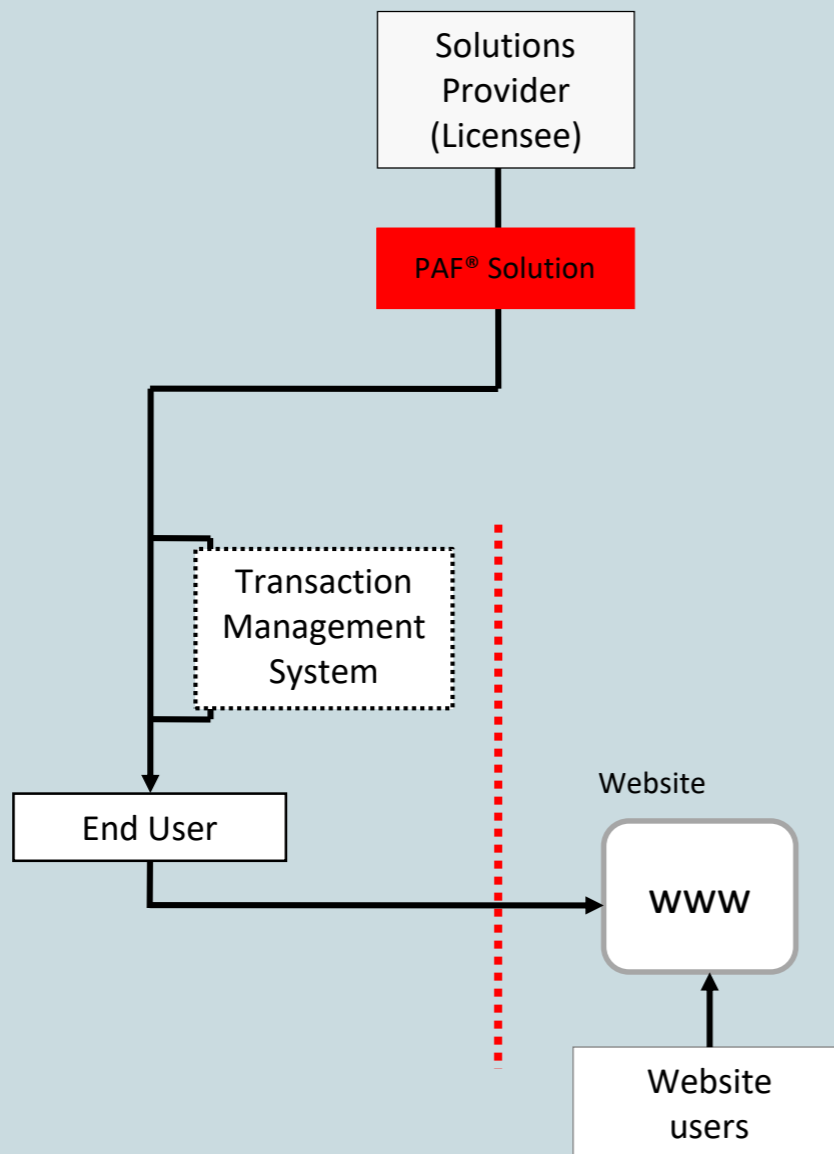 Solutions
Provider
(Licensee)
PAF® Solution
Transaction
Management
System
End User
Website
www
Website
users